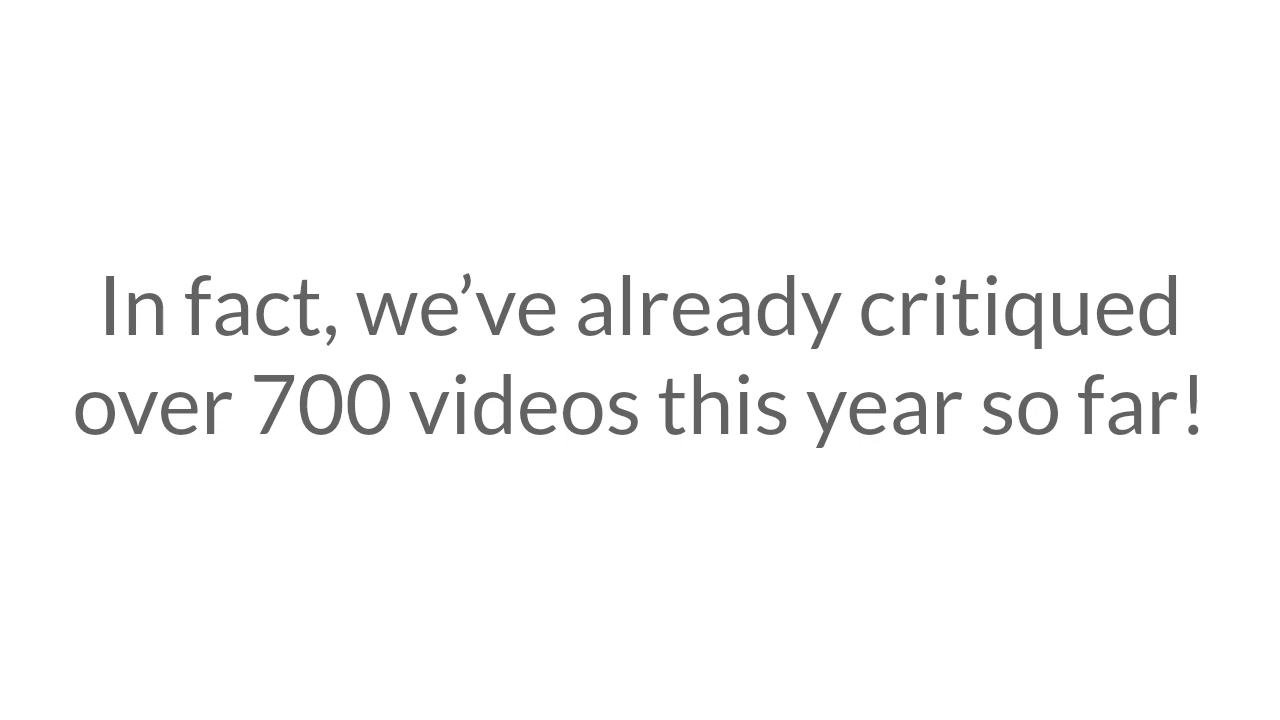 In fact, we’ve already critiqued
over 700 videos this year so far!